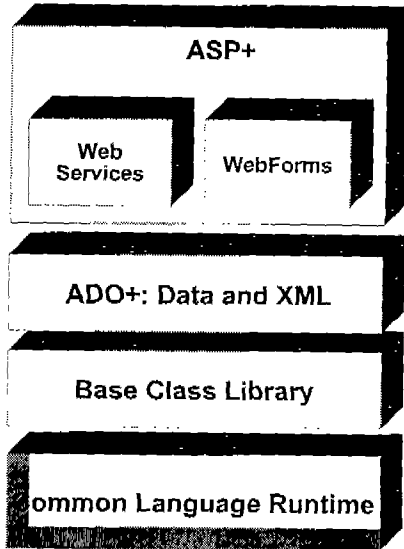 ASP+
Web
Services
WebForms
ADO+: Data and XML
Base Class Library
ommon Language Runtime